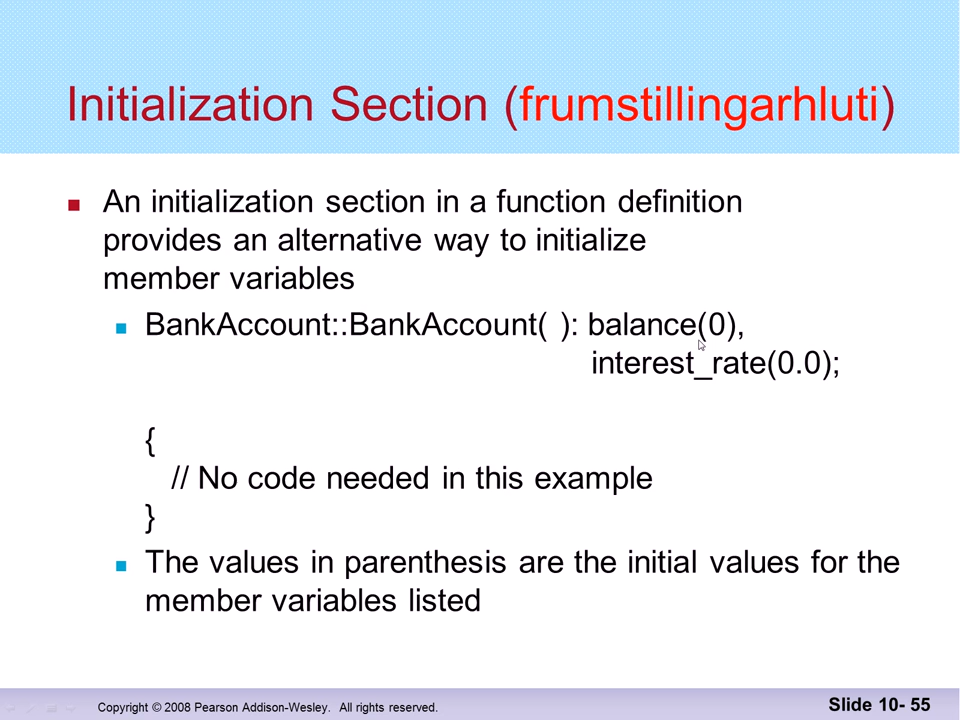 Initialization Section (frumstillingarhluti)
An initialization section in a function definition
provides an alternative way to initialize
member variables
BankAccount::BankAccount( ): balance(0),
interest_rate(0.0);
{
// No code needed in this example
}
The values in parenthesis are the initial values for the
member variables listed
Copyright © 2008 Pearson Addison-Wesley. All rights reserved.
Slide 10- 55